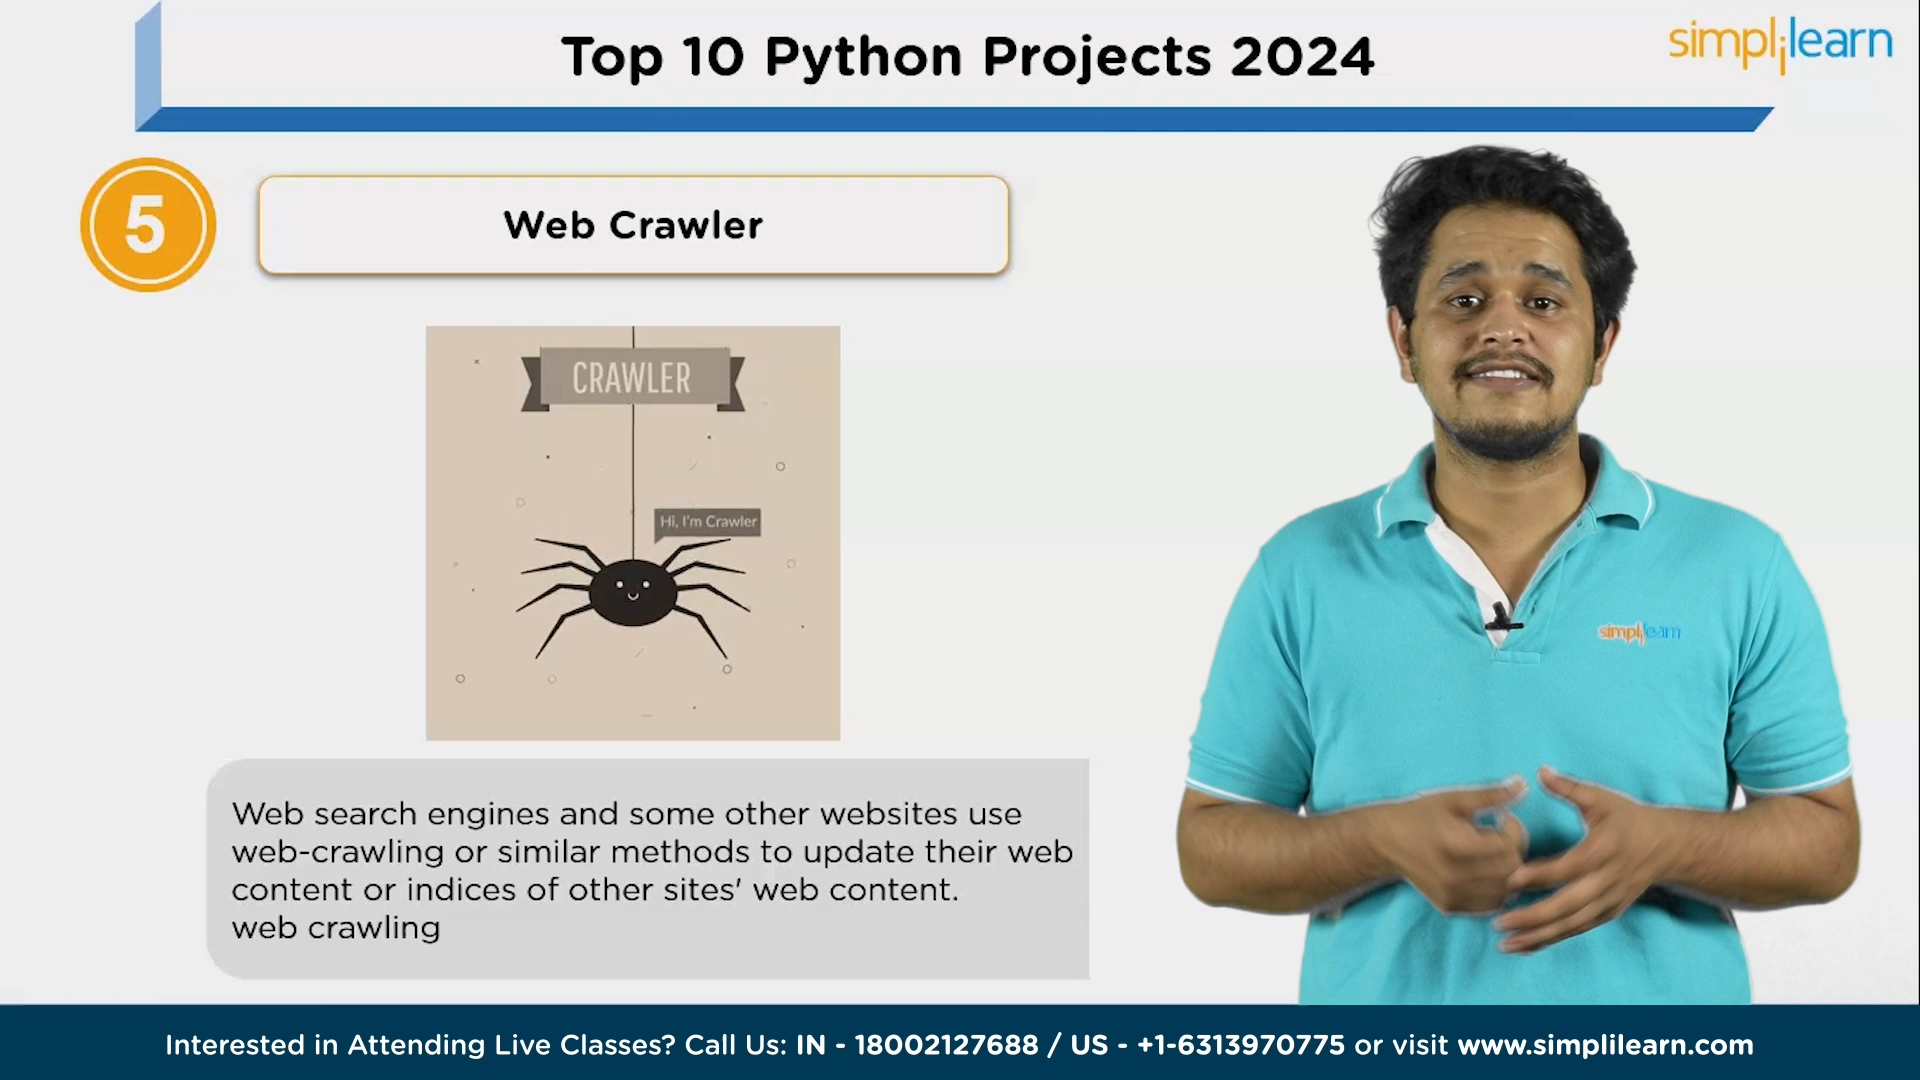 Top 10 Python Projects 2024
simplilearn
5
Web Crawler
CRAWLER
Hi, I'm Crawler
simplilearn
Web search engines and some other websites use
web-crawling or similar methods to update their web
content or indices of other sites' web content.
web crawling
Interested in Attending Live Classes? Call Us: IN - 18002127688 / US - +1-6313970775 or visit www.simplilearn.com